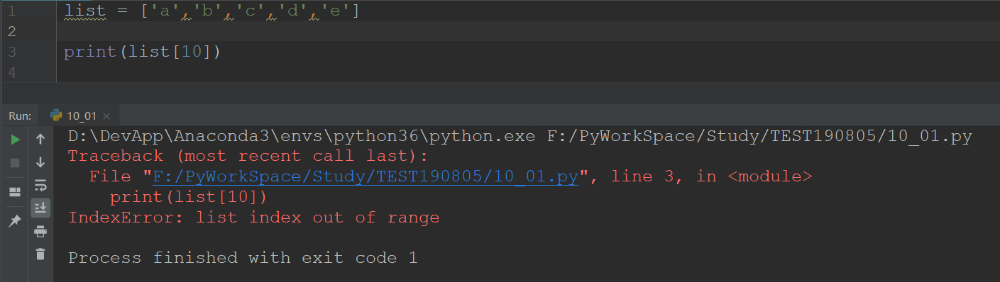 1 list = ['a','b','c','d','e']
2
3 print(list[10])
4
Run: 10_01
D:\DevApp\Anaconda3\envs\python36\python.exe F:/PyWorkSpace/Study/TEST190805/10_01.py
Traceback (most recent call last):
  File "F:/PyWorkSpace/Study/TEST190805/10_01.py", line 3, in <module>
    print(list[10])
IndexError: list index out of range
Process finished with exit code 1